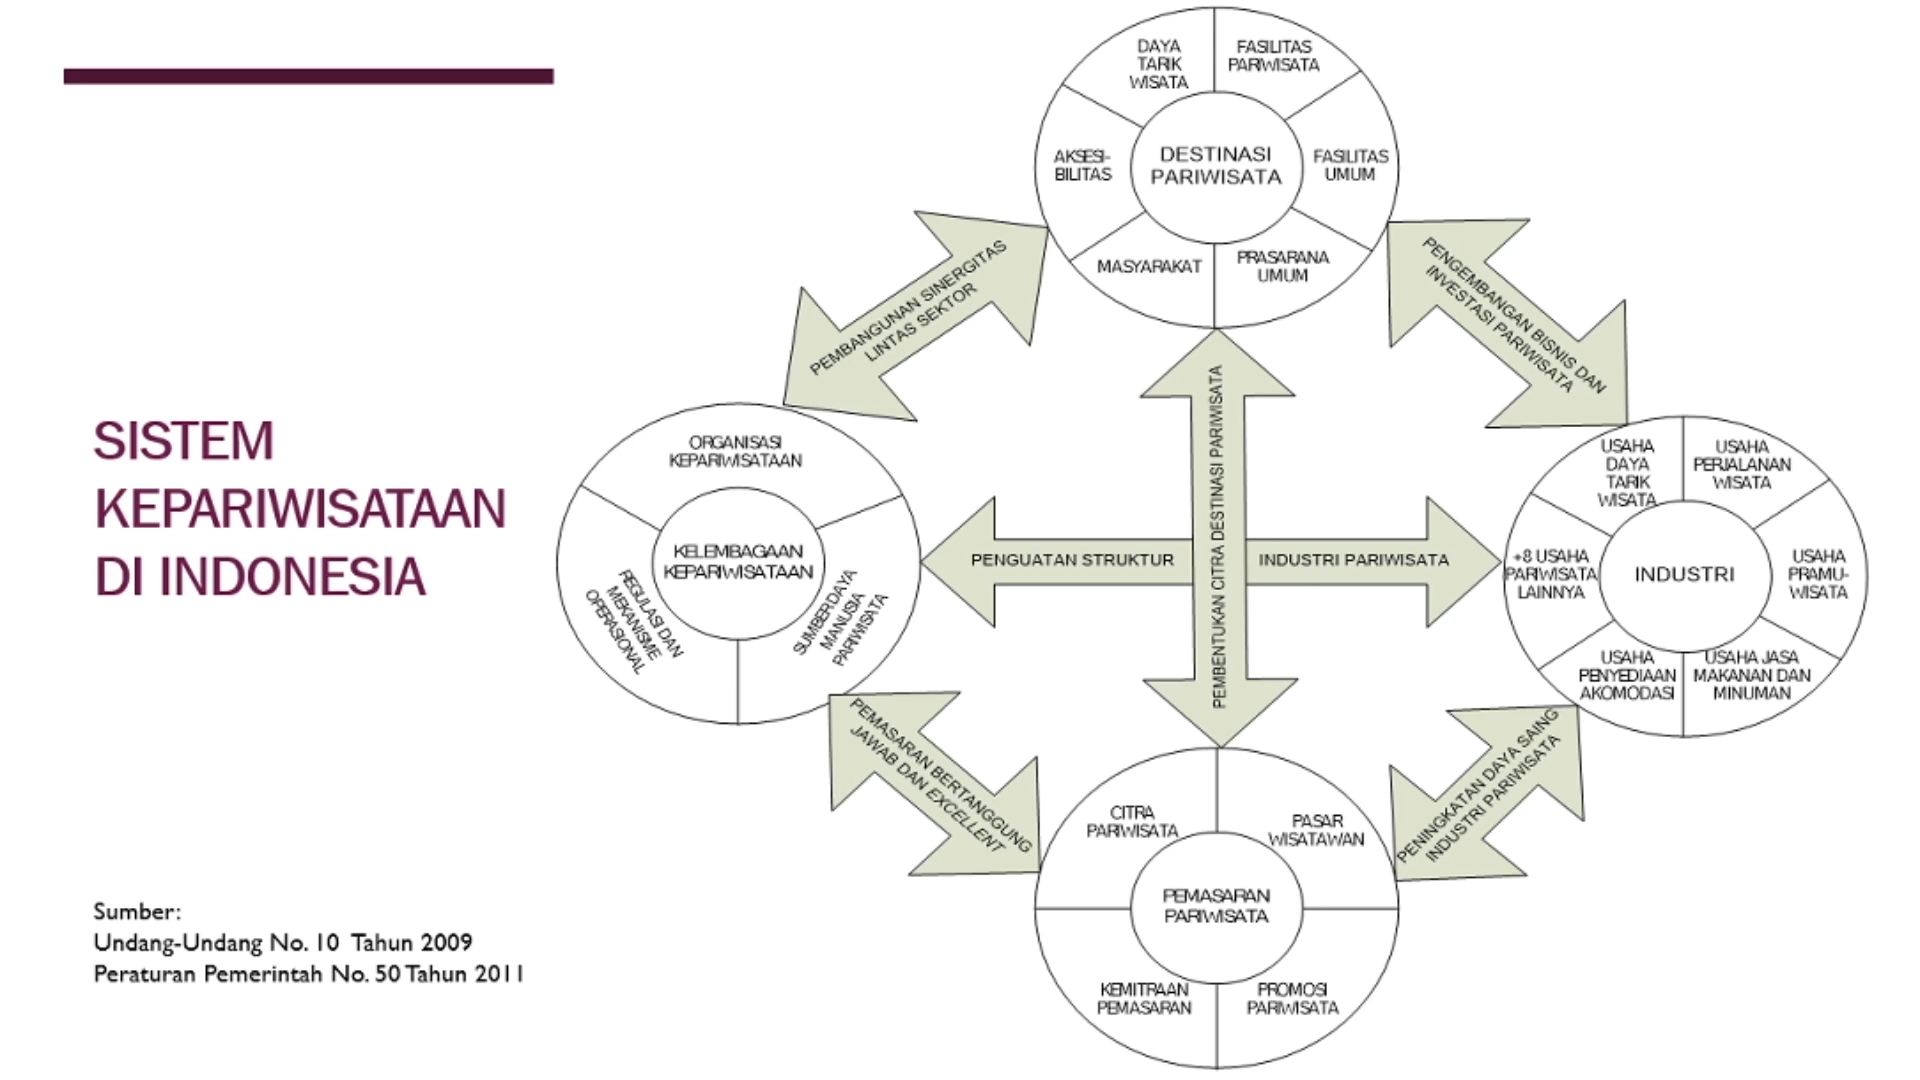 SISTEM
KEPARIWISATAAN
DI INDONESIA
Sumber:
Undang-Undang No. 10 Tahun 2009
Peraturan Pemerintah No. 50 Tahun 2011
DAYA
TARIK
WISATA
FASILITAS
PARIWISATA
AKSESI-
BILITAS
DESTINASI
PARIWISATA
FASILITAS
UMUM
MASYARAKAT
PRASARANA
UMUM
PEMBANGUNAN SINERGITAS
LINTAS SEKTOR
PENGEMBANGAN BISNIS DAN
INVESTASI PARIWISATA
PEMBENTUKAN CITRA DESTINASI PARIWISATA
ORGANISASI
KEPARIWISATAAN
KELEMBAGAAN
KEPARIWISATAAN
REGULASI DAN
MEKANISME
OPERASIONAL
SUMBER DAYA
MANUSIA
PARIWISATA
PENGUATAN STRUKTUR
INDUSTRI PARIWISATA
USAHA
DAYA
TARIK
WISATA
USAHA
PERJALANAN
WISATA
+8 USAHA
PARIWISATA
LAINNYA
INDUSTRI
USAHA
PRAMU-
WISATA
USAHA
PENYEDIAAN
AKOMODASI
USAHA JASA
MAKANAN DAN
MINUMAN
PEMASARAN BERTANGGUNG
JAWAB DAN EXCELLENT
PENINGKATAN DAYA SAING
INDUSTRI PARIWISATA
CITRA
PARIWISATA
PASAR
WISATAWAN
PEMASARAN
PARIWISATA
KEMITRAAN
PEMASARAN
PROMOSI
PARIWISATA